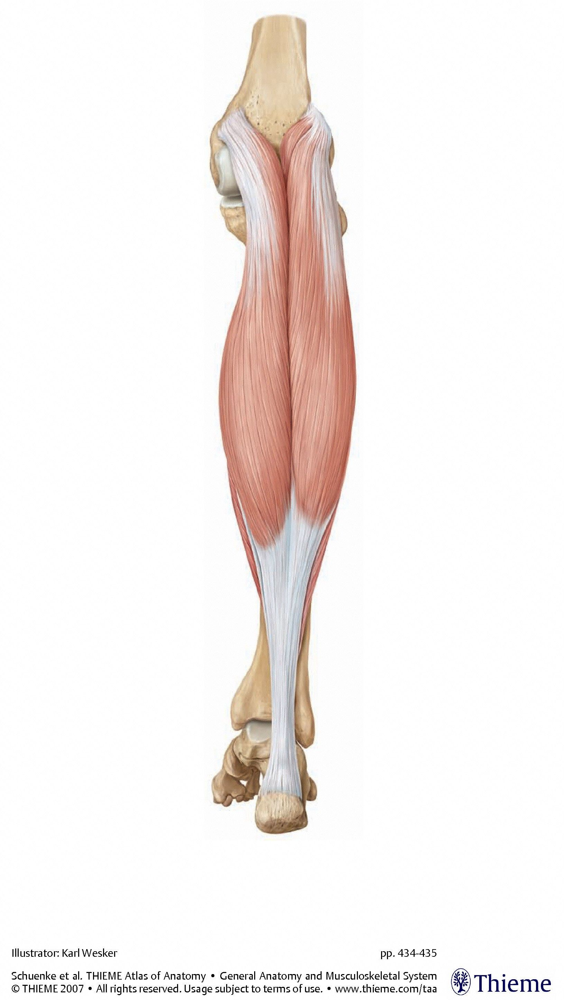 Illustrator: Karl Wesker
pp. 434-435
Schuenke et al. THIEME Atlas of Anatomy • General Anatomy and Musculoskeletal System
© THIEME 2007 • All rights reserved. Usage subject to terms of use. • www.thieme.com/taa
Thieme